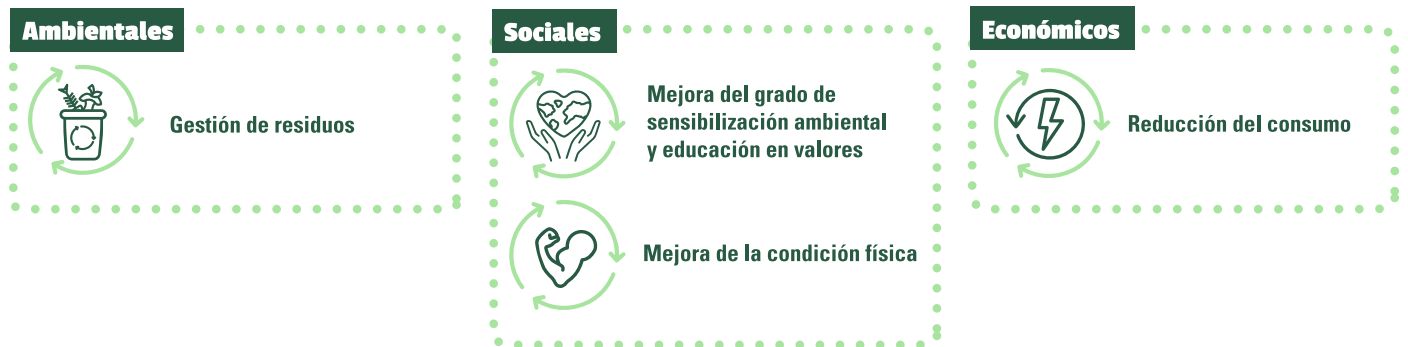 Ambientales
Gestión de residuos
Sociales
Mejora del grado de
sensibilización ambiental
y educación en valores
Mejora de la condición física
Económicos
Reducción del consumo